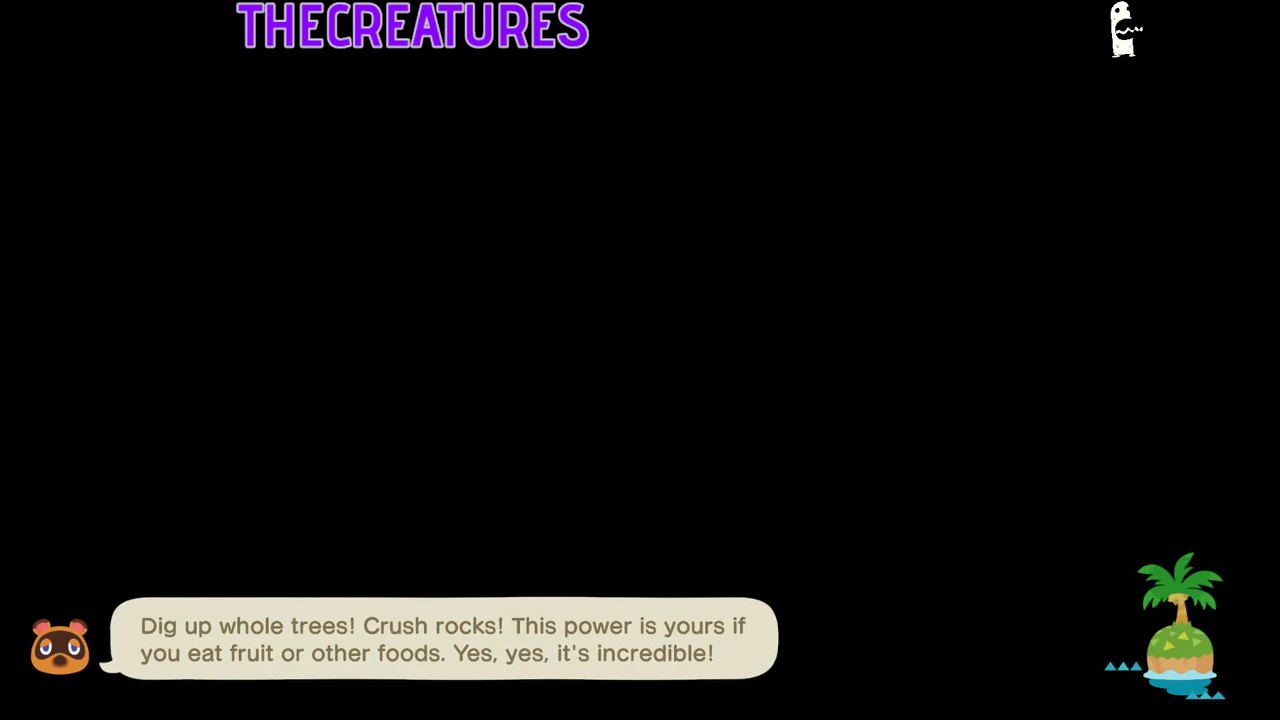 THECREATURES
Dig up whole trees! Crush rocks! This power is yours if
you eat fruit or other foods. Yes, yes, it's incredible!